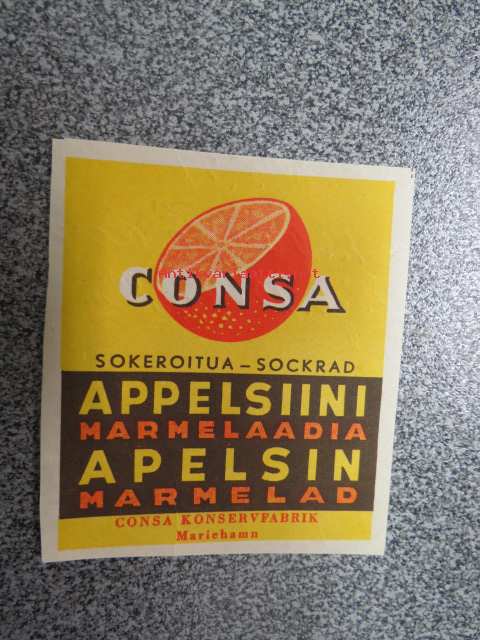 CONSA
SOKEROITUA – SOCKRAD
APPELSIINI
MARMELAADIA
APELSIN
MARMELAD
CONSA KONSERVFABRIK
Mariehamn